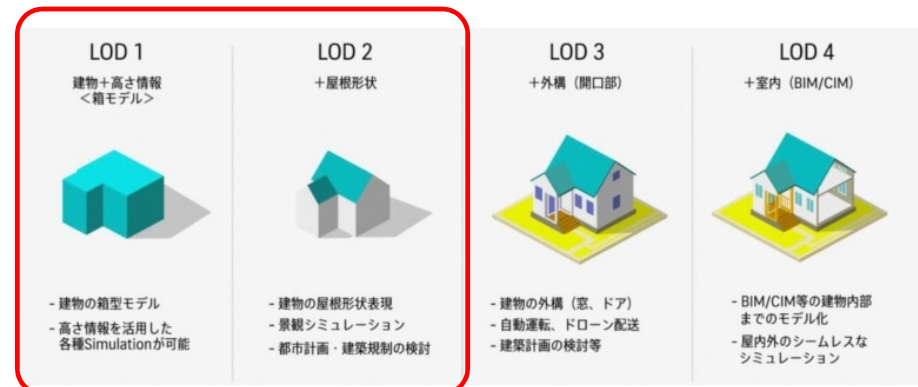 LOD 1
建物＋高さ情報
＜箱モデル＞
- 建物の箱型モデル
- 高さ情報を活用した
各種Simulationが可能
LOD 2
＋屋根形状
- 建物の屋根形状表現
- 景観シミュレーション
- 都市計画・建築規制の検討
LOD 3
＋外構（開口部）
- 建物の外構（窓、ドア）
- 自動運転、ドローン配送
- 建築計画の検討等
LOD 4
＋室内（BIM/CIM）
- BIM/CIM等の建物内部
までのモデル化
- 屋内外のシームレスな
シミュレーション